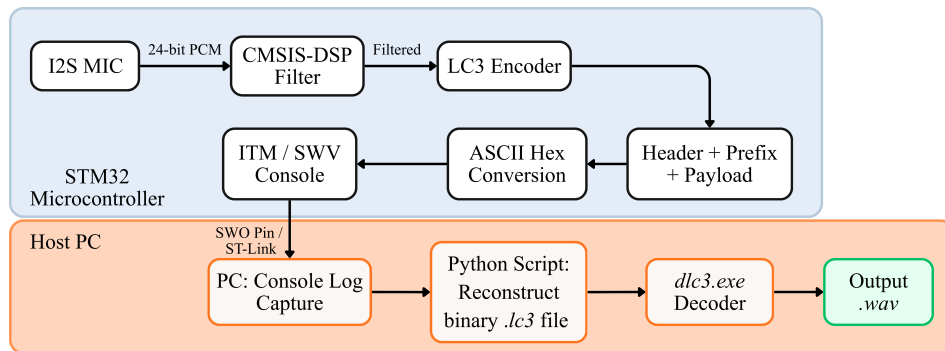 I2S MIC
24-bit PCM
CMSIS-DSP
Filter
Filtered
LC3 Encoder
Header + Prefix
+ Payload
ASCII Hex
Conversion
ITM / SWV
Console
STM32
Microcontroller
SWO Pin /
ST-Link
Host PC
PC: Console Log
Capture
Python Script:
Reconstruct
binary .lc3 file
dlc3.exe
Decoder
Output
.wav